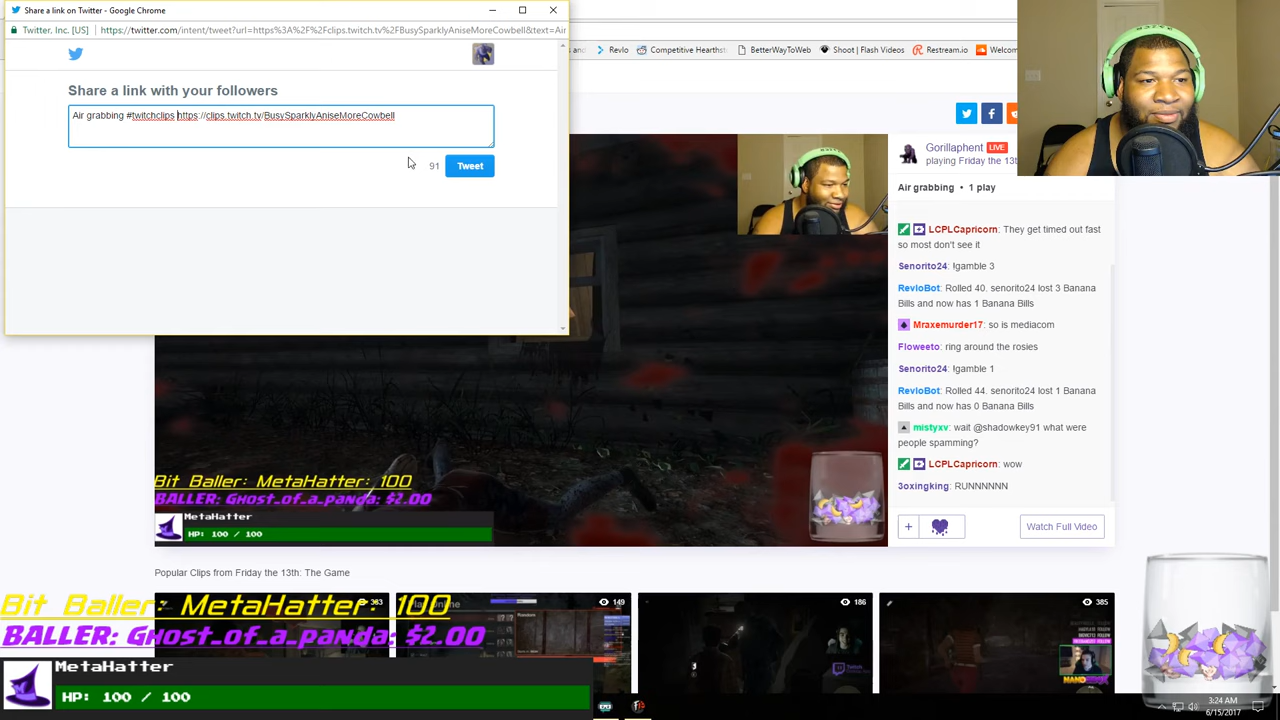 Share a link on Twitter - Google Chrome
Twitter, Inc. [US] https://twitter.com/intent/tweet?url=https%3A%2F%2Fclips.twitch.tv%2FBusySparklyAniseMoreCowbell&text=Air
Revlo Competitive Hearthst BetterWayToWeb Shoot | Flash Videos Restream.io Welcom
Share a link with your followers
Air grabbing #twitchclips https://clips.twitch.tv/BusySparklyAniseMoreCowbell
91 Tweet
Gorillaphent LIVE
playing Friday the 13th
Air grabbing • 1 play
LCPLCapricorn: They get timed out fast
so most don't see it
Senorito24: !gamble 3
RevloBot: Rolled 40. senorito24 lost 3 Banana
Bills and now has 1 Banana Bills
Mraxemurder17: so is mediacom
Floweeto: ring around the rosies
Senorito24: !gamble 1
RevloBot: Rolled 44. senorito24 lost 1 Banana
Bills and now has 0 Banana Bills
mistyxv: wait @shadowkey91 what were
people spamming?
LCPLCapricorn: wow
3oxingking: RUNNNNNN
Bit Baller: MetaHatter: 100
BALLER: Ghost_of_a_panda: $2.00
MetaHatter
HP: 100 / 100
+ Watch Full Video
Popular Clips from Friday the 13th: The Game
383 149 186 385
Bit Baller: MetaHatter: 100
BALLER: Ghost_of_a_panda: $2.00
MetaHatter
HP: 100 / 100
3:24 AM
6/15/2017